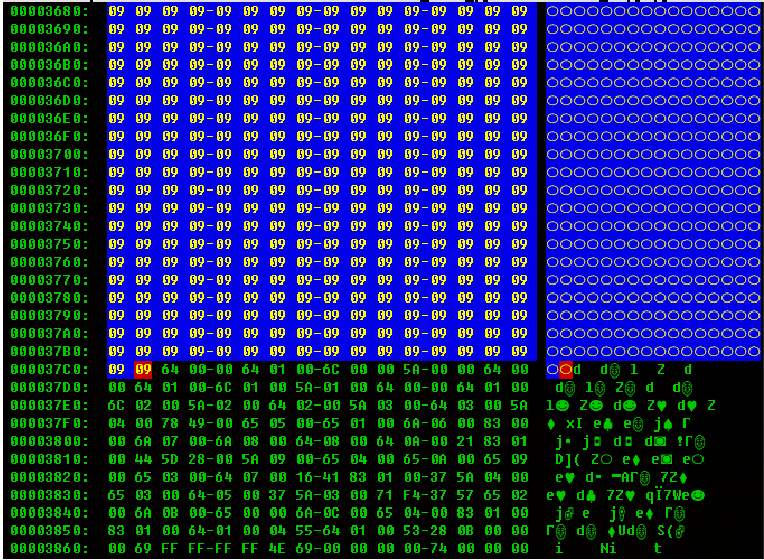 00003680: 09 09 09 09-09 09 09 09-09 09 09 09-09 09 09 09 ○○○○○○○○○○○○○○○○
00003690: 09 09 09 09-09 09 09 09-09 09 09 09-09 09 09 09 ○○○○○○○○○○○○○○○○
000036A0: 09 09 09 09-09 09 09 09-09 09 09 09-09 09 09 09 ○○○○○○○○○○○○○○○○
000036B0: 09 09 09 09-09 09 09 09-09 09 09 09-09 09 09 09 ○○○○○○○○○○○○○○○○
000036C0: 09 09 09 09-09 09 09 09-09 09 09 09-09 09 09 09 ○○○○○○○○○○○○○○○○
000036D0: 09 09 09 09-09 09 09 09-09 09 09 09-09 09 09 09 ○○○○○○○○○○○○○○○○
000036E0: 09 09 09 09-09 09 09 09-09 09 09 09-09 09 09 09 ○○○○○○○○○○○○○○○○
000036F0: 09 09 09 09-09 09 09 09-09 09 09 09-09 09 09 09 ○○○○○○○○○○○○○○○○
00003700: 09 09 09 09-09 09 09 09-09 09 09 09-09 09 09 09 ○○○○○○○○○○○○○○○○
00003710: 09 09 09 09-09 09 09 09-09 09 09 09-09 09 09 09 ○○○○○○○○○○○○○○○○
00003720: 09 09 09 09-09 09 09 09-09 09 09 09-09 09 09 09 ○○○○○○○○○○○○○○○○
00003730: 09 09 09 09-09 09 09 09-09 09 09 09-09 09 09 09 ○○○○○○○○○○○○○○○○
00003740: 09 09 09 09-09 09 09 09-09 09 09 09-09 09 09 09 ○○○○○○○○○○○○○○○○
00003750: 09 09 09 09-09 09 09 09-09 09 09 09-09 09 09 09 ○○○○○○○○○○○○○○○○
00003760: 09 09 09 09-09 09 09 09-09 09 09 09-09 09 09 09 ○○○○○○○○○○○○○○○○
00003770: 09 09 09 09-09 09 09 09-09 09 09 09-09 09 09 09 ○○○○○○○○○○○○○○○○
00003780: 09 09 09 09-09 09 09 09-09 09 09 09-09 09 09 09 ○○○○○○○○○○○○○○○○
00003790: 09 09 09 09-09 09 09 09-09 09 09 09-09 09 09 09 ○○○○○○○○○○○○○○○○
000037A0: 09 09 09 09-09 09 09 09-09 09 09 09-09 09 09 09 ○○○○○○○○○○○○○○○○
000037B0: 09 09 09 09-09 09 09 09-09 09 09 09-09 09 09 09 ○○○○○○○○○○○○○○○○
000037C0: 09 09 64 00-00 64 01 00-6C 00 00 5A-00 00 64 00 ○○d  d☺ l  Z  d
000037D0: 00 64 01 00-6C 01 00 5A-01 00 64 00-00 64 01 00 d☺ l☺ Z☺ d  d☺
000037E0: 6C 02 00 5A-02 00 64 02-00 5A 03 00-64 03 00 5A l☻ Z☻ d☻ Z♥ d♥ Z
000037F0: 04 00 78 49-00 65 05 00-65 01 00 6A-06 00 83 00 ♦ xI e♣ e☺ j♠ Г
00003800: 00 6A 07 00-6A 08 00 64-08 00 64 0A-00 21 83 01 j• j◘ d◘ d◙ !Г☺
00003810: 00 44 5D 28-00 5A 09 00-65 04 00 65-0A 00 65 09 D]( Z○ e♦ e◙ e○
00003820: 00 65 03 00-64 07 00 16-41 83 01 00-37 5A 04 00 e♥ d• ▬AГ☺ 7Z♦
00003830: 65 03 00 64-05 00 37 5A-03 00 71 F4-37 57 65 02 e♥ d♣ 7Z♥ qЇ7We☻
00003840: 00 6A 0B 00-65 00 00 6A-0C 00 65 04-00 83 01 00 j♂ e  j♀ e♦ Г☺
00003850: 83 01 00 64-01 00 04 55-64 01 00 53-28 0B 00 00 Г☺ d☺ ♦Ud☺ S(♂
00003860: 00 69 FF FF-FF FF 4E 69-00 00 00 00-74 00 00 00 i    Ni    t